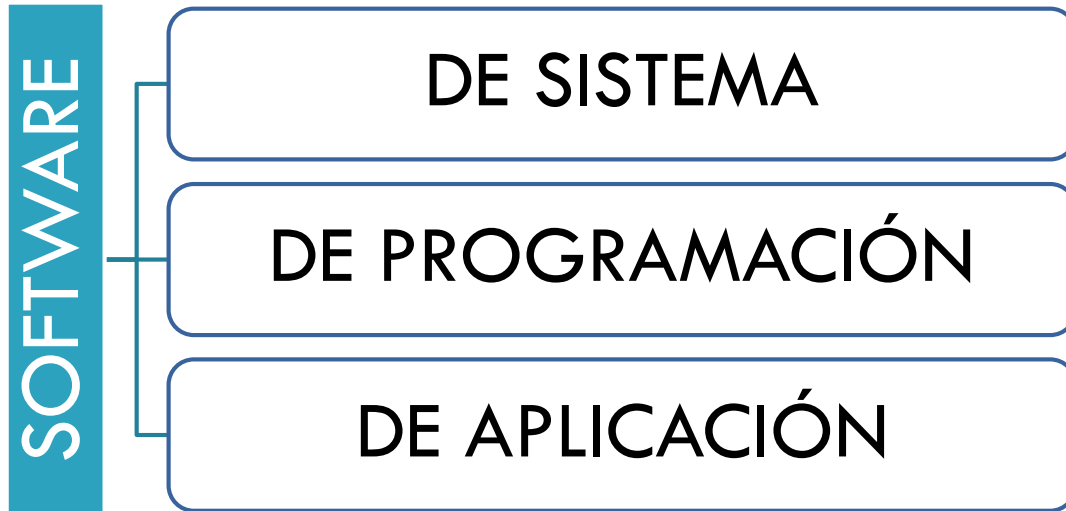 SOFTWARE
DE SISTEMA
DE PROGRAMACIÓN
DE APLICACIÓN